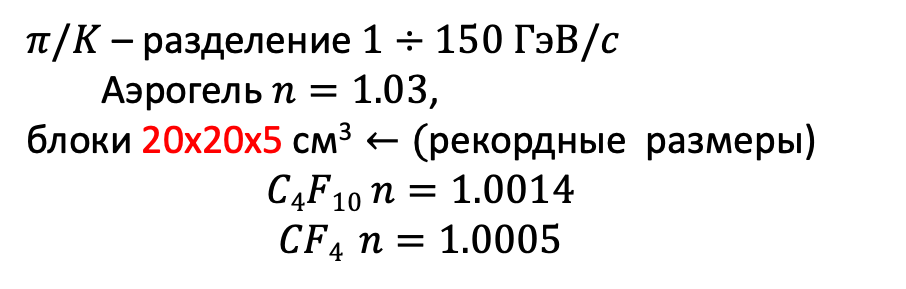 π/K – разделение 1 ÷ 150 ГэВ/c
Аэрогель n = 1.03,
блоки 20x20x5 см³ ← (рекордные размеры)
C₄F₁₀ n = 1.0014
CF₄ n = 1.0005